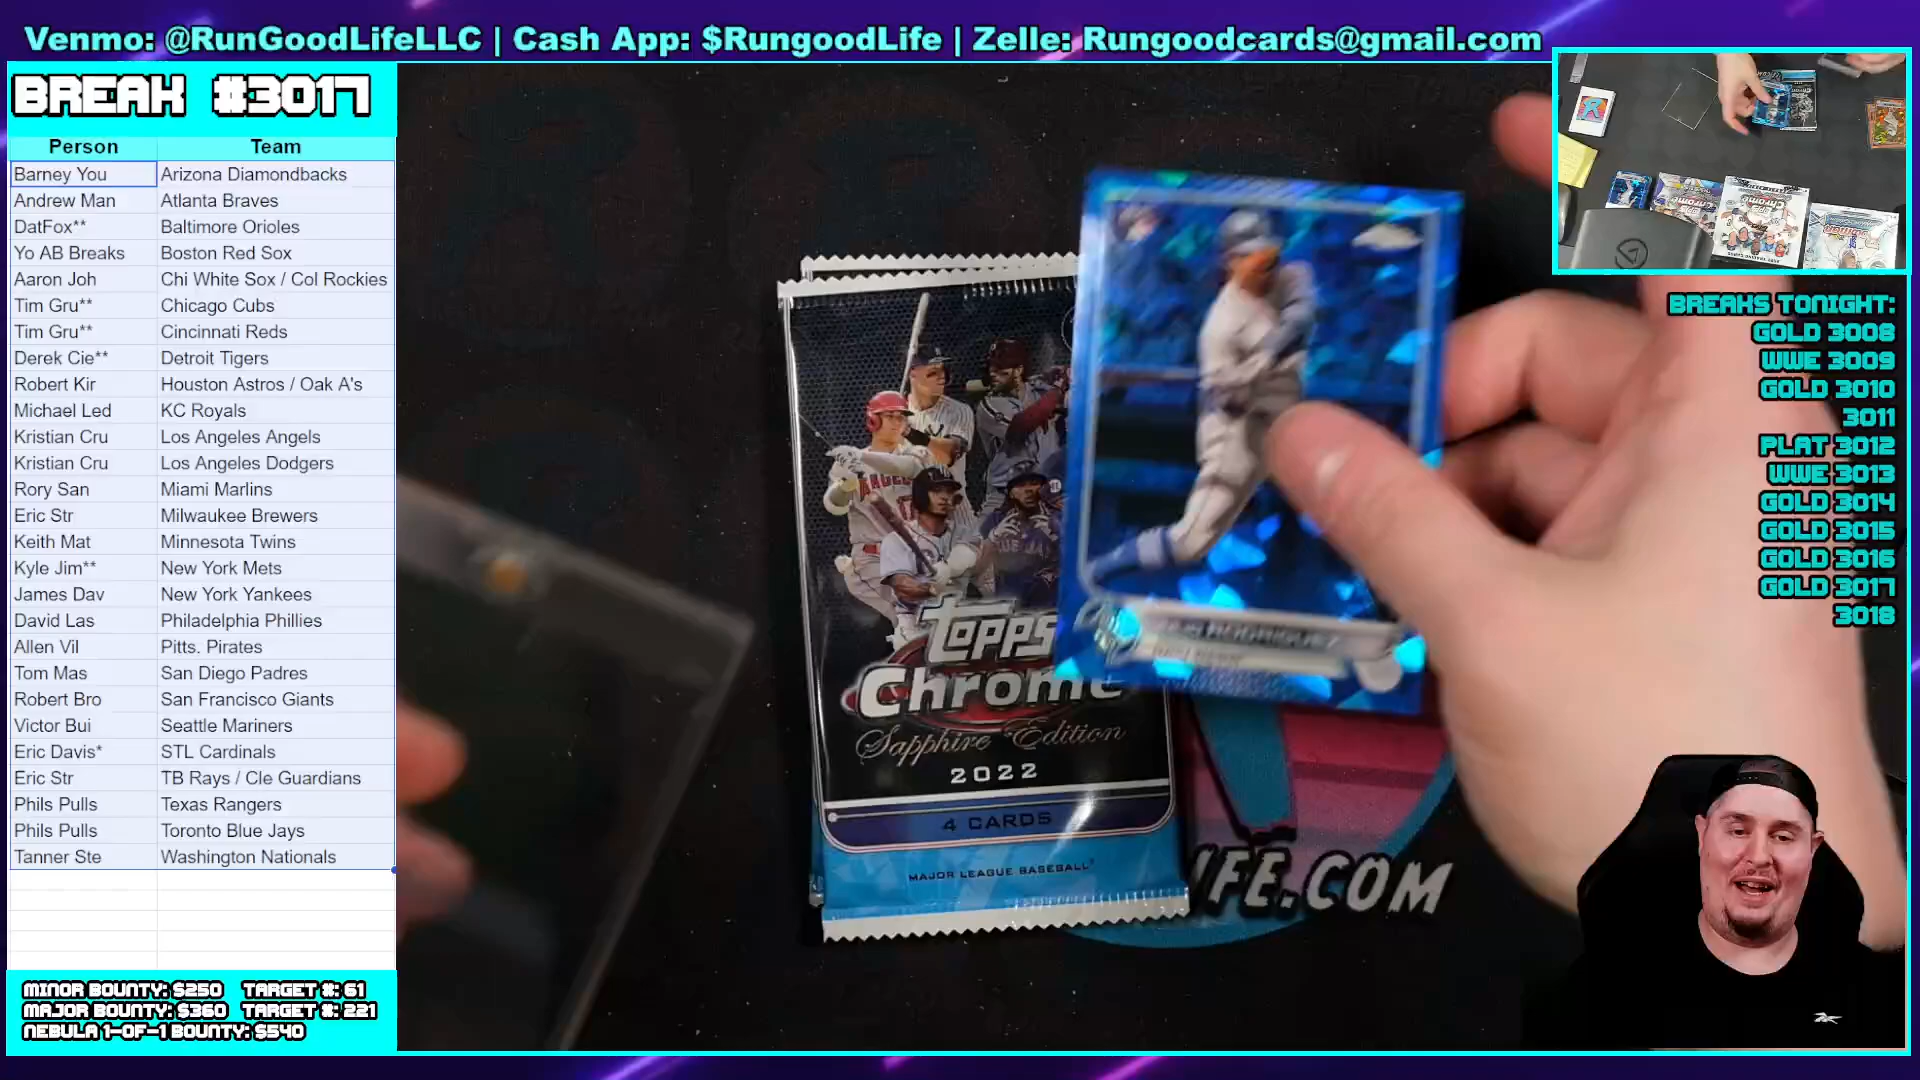 Venmo: @RunGoodLifeLLC | Cash App: $RungoodLife | Zelle: Rungoodcards@gmail.com
BREAK #3017
Person Team
Barney You Arizona Diamondbacks
Andrew Man Atlanta Braves
DatFox** Baltimore Orioles
Yo AB Breaks Boston Red Sox
Aaron Joh Chi White Sox / Col Rockies
Tim Gru** Chicago Cubs
Tim Gru** Cincinnati Reds
Derek Cie** Detroit Tigers
Robert Kir Houston Astros / Oak A's
Michael Led KC Royals
Kristian Cru Los Angeles Angels
Kristian Cru Los Angeles Dodgers
Rory San Miami Marlins
Eric Str Milwaukee Brewers
Keith Mat Minnesota Twins
Kyle Jim** New York Mets
James Dav New York Yankees
David Las Philadelphia Phillies
Allen Vil Pitts. Pirates
Tom Mas San Diego Padres
Robert Bro San Francisco Giants
Victor Bui Seattle Mariners
Eric Davis* STL Cardinals
Eric Str TB Rays / Cle Guardians
Phils Pulls Texas Rangers
Phils Pulls Toronto Blue Jays
Tanner Ste Washington Nationals
MINOR BOUNTY: $250 TARGET #: 61
MAJOR BOUNTY: $360 TARGET #: 221
NEBULA 1-OF-1 BOUNTY: $540
topps
Chrome
Sapphire Edition
2022
4 CARDS
MAJOR LEAGUE BASEBALL
RODRIGUEZ
IFE.COM
BREAKS TONIGHT:
GOLD 3008
WWE 3009
GOLD 3010
3011
PLAT 3012
WWE 3013
GOLD 3014
GOLD 3015
GOLD 3016
GOLD 3017
3018